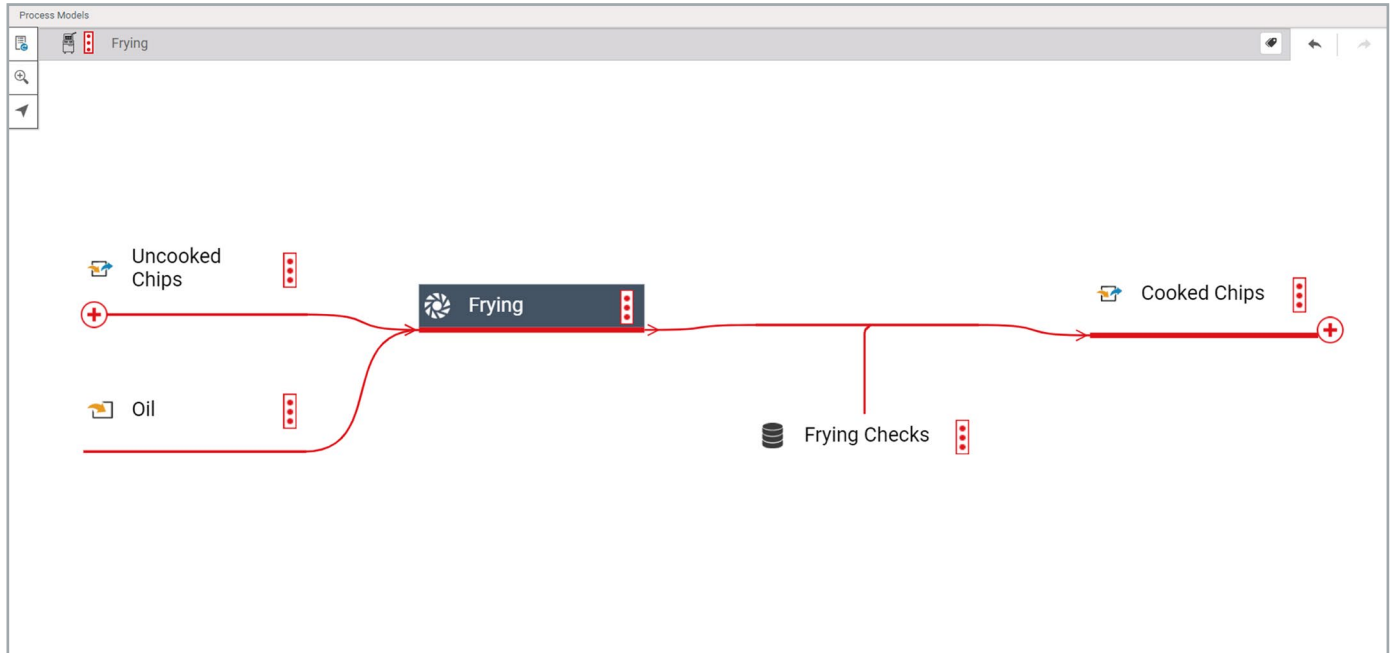 Process Models
Frying
Uncooked
Chips
Frying
Cooked Chips
Oil
Frying Checks